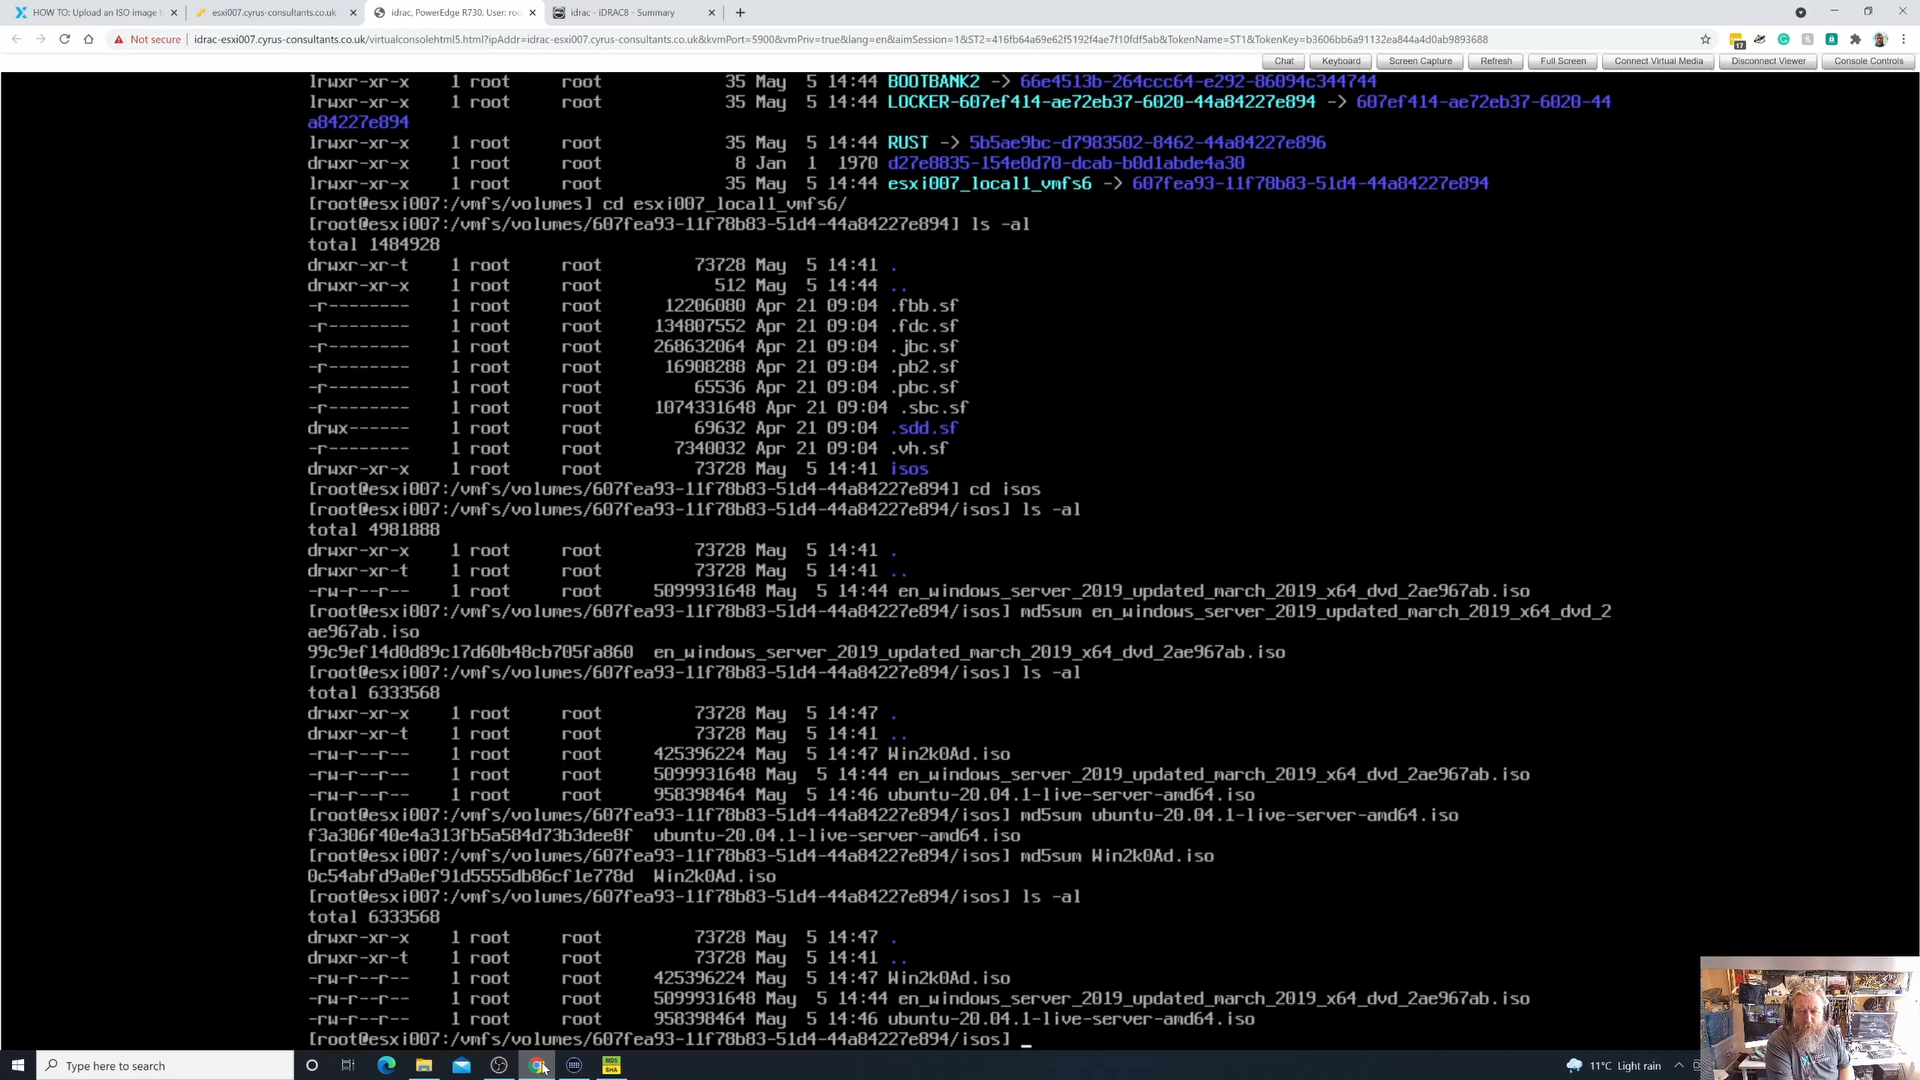 HOW TO: Upload an ISO image t
esxi007.cyrus-consultants.co.uk
idrac, PowerEdge R730, User: roo
idrac - iDRAC8 - Summary
Not secure
idrac-esxi007.cyrus-consultants.co.uk/virtualconsolehtml5.html?ipAddr=idrac-esxi007.cyrus-consultants.co.uk&kvmPort=5900&vmPriv=true&lang=en&aimSession=1&ST2=416fb64a69e62f5192f4ae7f10fdf5ab&TokenName=ST1&TokenKey=b3606bb6a91132ea844a4d0ab9893688
17
Chat
Keyboard
Screen Capture
Refresh
Full Screen
Connect Virtual Media
Disconnect Viewer
Console Controls
lrwxr-xr-x 1 root root 35 May 5 14:44 BOOTBANK2 -> 66e4513b-264ccc64-e292-86094c344744
lrwxr-xr-x 1 root root 35 May 5 14:44 LOCKER-607ef414-ae72eb37-6020-44a84227e894 -> 607ef414-ae72eb37-6020-44
a84227e894
lrwxr-xr-x 1 root root 35 May 5 14:44 RUST -> 5b5ae9bc-d7983502-8462-44a84227e896
drwxr-xr-x 1 root root 8 Jan 1 1970 d27e8835-154e0d70-dcab-b0d1abde4a30
lrwxr-xr-x 1 root root 35 May 5 14:44 esxi007_local1_vmfs6 -> 607fea93-11f78b83-51d4-44a84227e894
[root@esxi007:/vmfs/volumes] cd esxi007_local1_vmfs6/
[root@esxi007:/vmfs/volumes/607fea93-11f78b83-51d4-44a84227e894] ls -al
total 1484928
drwxr-xr-t 1 root root 73728 May 5 14:41 .
drwxr-xr-x 1 root root 512 May 5 14:44 ..
-r-------- 1 root root 12206080 Apr 21 09:04 .fbb.sf
-r-------- 1 root root 134807552 Apr 21 09:04 .fdc.sf
-r-------- 1 root root 268632064 Apr 21 09:04 .jbc.sf
-r-------- 1 root root 16908288 Apr 21 09:04 .pb2.sf
-r-------- 1 root root 65536 Apr 21 09:04 .pbc.sf
-r-------- 1 root root 1074331648 Apr 21 09:04 .sbc.sf
drwx------ 1 root root 69632 Apr 21 09:04 .sdd.sf
-r-------- 1 root root 7340032 Apr 21 09:04 .vh.sf
drwxr-xr-x 1 root root 73728 May 5 14:41 isos
[root@esxi007:/vmfs/volumes/607fea93-11f78b83-51d4-44a84227e894] cd isos
[root@esxi007:/vmfs/volumes/607fea93-11f78b83-51d4-44a84227e894/isos] ls -al
total 4981888
drwxr-xr-x 1 root root 73728 May 5 14:41 .
drwxr-xr-t 1 root root 73728 May 5 14:41 ..
-rw-r--r-- 1 root root 5099931648 May 5 14:44 en_windows_server_2019_updated_march_2019_x64_dvd_2ae967ab.iso
[root@esxi007:/vmfs/volumes/607fea93-11f78b83-51d4-44a84227e894/isos] md5sum en_windows_server_2019_updated_march_2019_x64_dvd_2
ae967ab.iso
99c9ef14d0d89c17d60b48cb705fa860 en_windows_server_2019_updated_march_2019_x64_dvd_2ae967ab.iso
[root@esxi007:/vmfs/volumes/607fea93-11f78b83-51d4-44a84227e894/isos] ls -al
total 6333568
drwxr-xr-x 1 root root 73728 May 5 14:47 .
drwxr-xr-t 1 root root 73728 May 5 14:41 ..
-rw-r--r-- 1 root root 425396224 May 5 14:47 Win2k0Ad.iso
-rw-r--r-- 1 root root 5099931648 May 5 14:44 en_windows_server_2019_updated_march_2019_x64_dvd_2ae967ab.iso
-rw-r--r-- 1 root root 958398464 May 5 14:46 ubuntu-20.04.1-live-server-amd64.iso
[root@esxi007:/vmfs/volumes/607fea93-11f78b83-51d4-44a84227e894/isos] md5sum ubuntu-20.04.1-live-server-amd64.iso
f3a306f40e4a313fb5a584d73b3dee8f ubuntu-20.04.1-live-server-amd64.iso
[root@esxi007:/vmfs/volumes/607fea93-11f78b83-51d4-44a84227e894/isos] md5sum Win2k0Ad.iso
0c54abfd9a0ef91d5555db86cf1e778d Win2k0Ad.iso
[root@esxi007:/vmfs/volumes/607fea93-11f78b83-51d4-44a84227e894/isos] ls -al
total 6333568
drwxr-xr-x 1 root root 73728 May 5 14:47 .
drwxr-xr-t 1 root root 73728 May 5 14:41 ..
-rw-r--r-- 1 root root 425396224 May 5 14:47 Win2k0Ad.iso
-rw-r--r-- 1 root root 5099931648 May 5 14:44 en_windows_server_2019_updated_march_2019_x64_dvd_2ae967ab.iso
-rw-r--r-- 1 root root 958398464 May 5 14:46 ubuntu-20.04.1-live-server-amd64.iso
[root@esxi007:/vmfs/volumes/607fea93-11f78b83-51d4-44a84227e894/isos] _
Type here to search
MD5
SHA
11°C Light rain